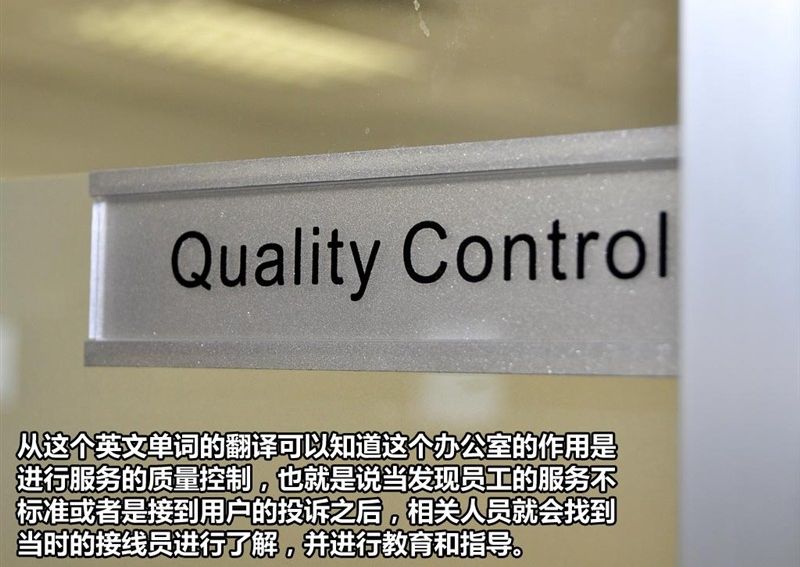 Quality Control
从这个英文单词的翻译可以知道这个办公室的作用是
进行服务的质量控制，也就是说当发现员工的服务不
标准或者是接到用户的投诉之后，相关人员就会找到
当时的接线员进行了解，并进行教育和指导。